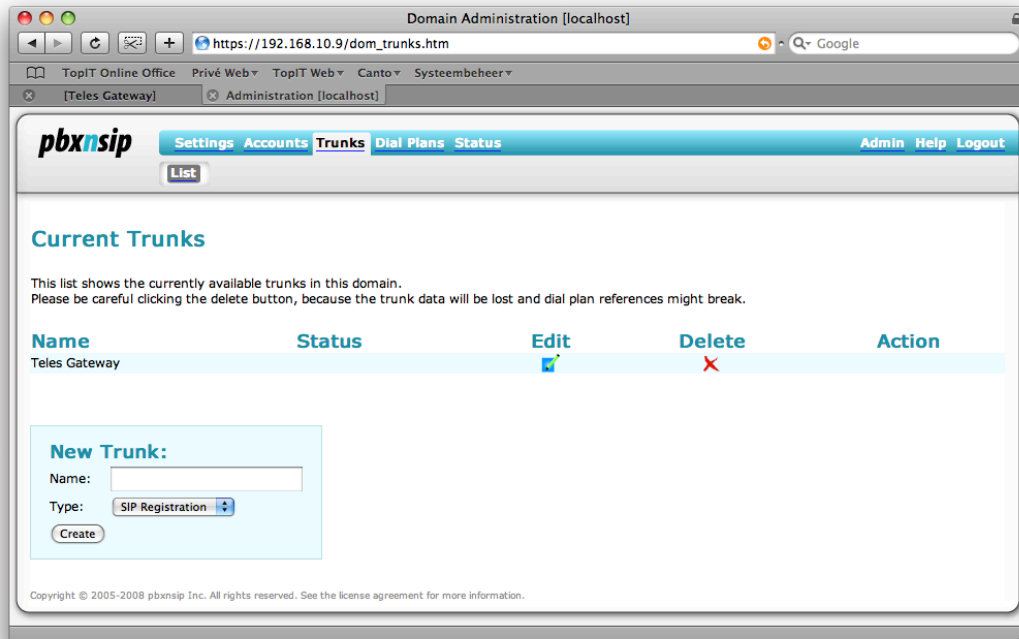 Domain Administration [localhost]
https://192.168.10.9/dom_trunks.htm
Google
TopIT Online Office Privé Web TopIT Web Canto Systeembeheer
[Teles Gateway] Administration [localhost]
pbxnsip Settings Accounts Trunks Dial Plans Status Admin Help Logout
List
Current Trunks
This list shows the currently available trunks in this domain.
Please be careful clicking the delete button, because the trunk data will be lost and dial plan references might break.
Name Status Edit Delete Action
Teles Gateway
New Trunk:
Name:
Type: SIP Registration
Create
Copyright © 2005-2008 pbxnsip Inc. All rights reserved. See the license agreement for more information.